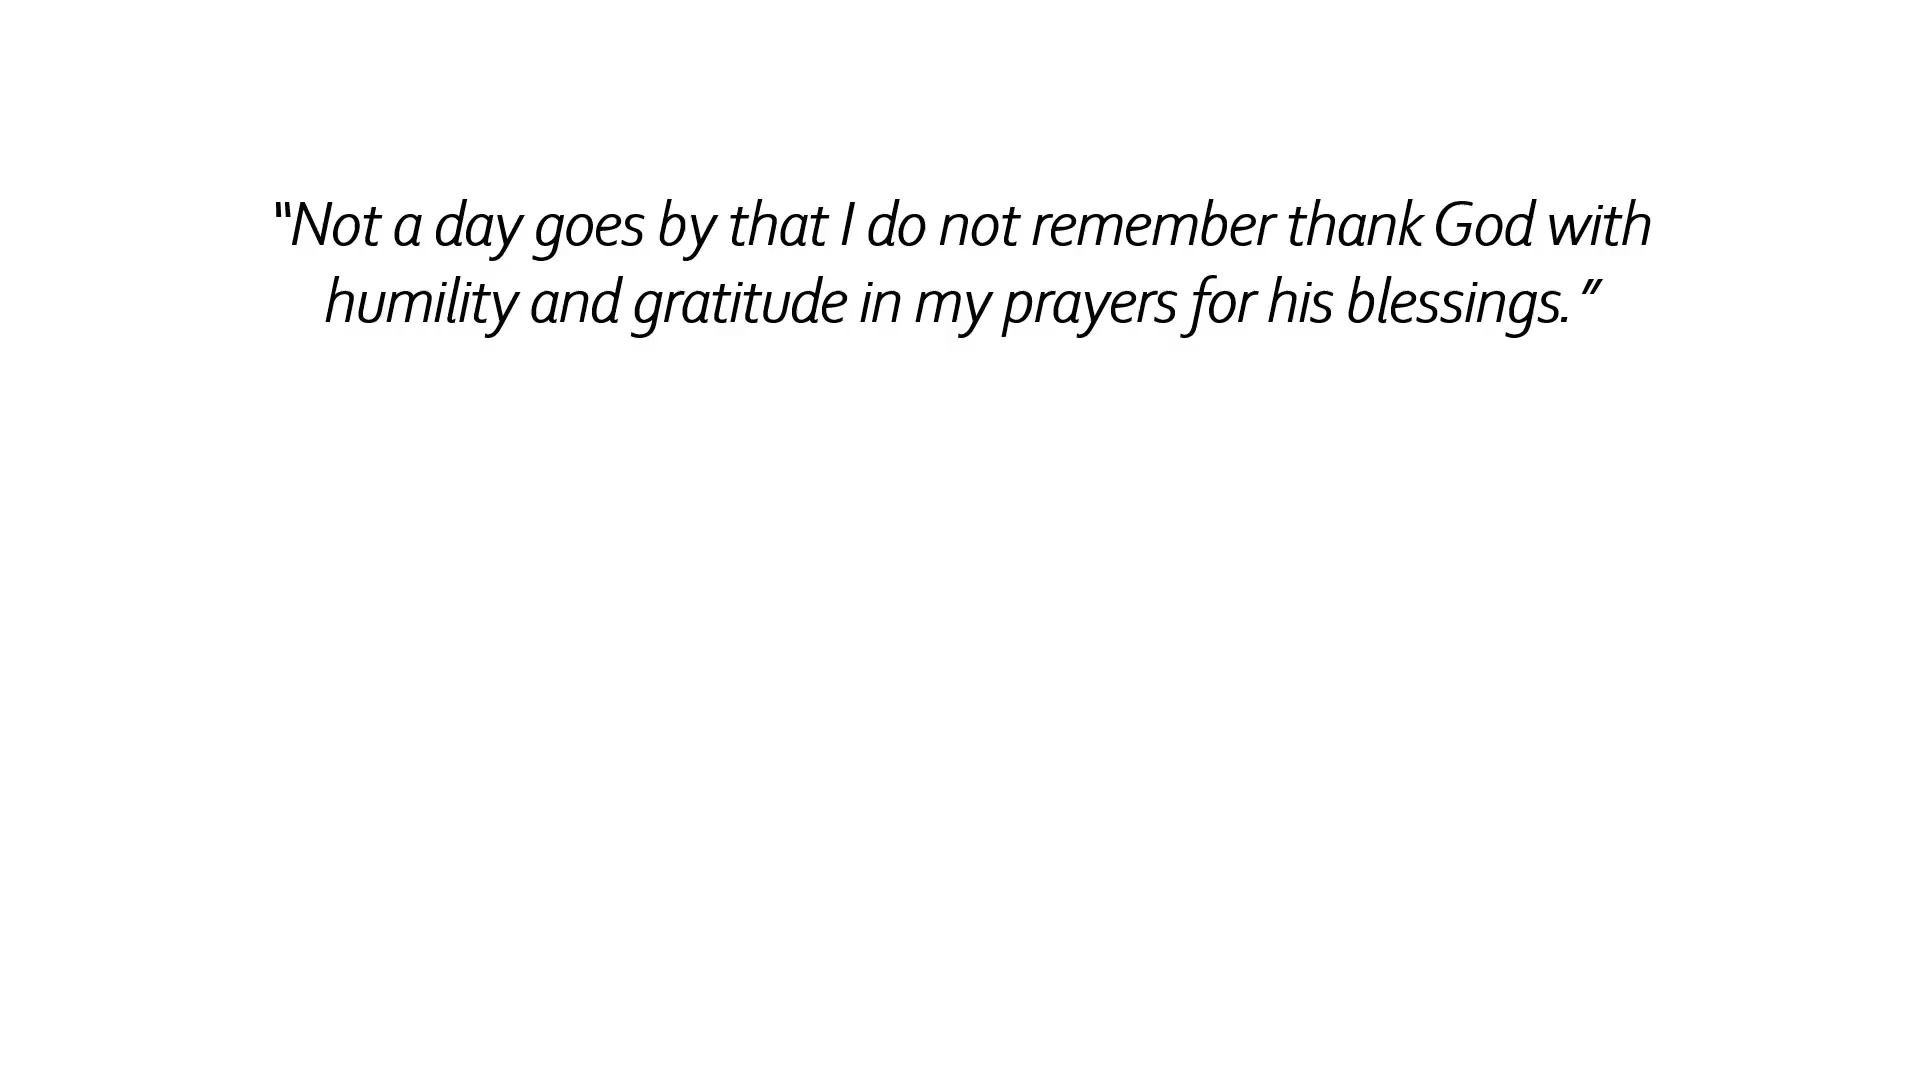 “Not a day goes by that I do not remember thank God with
humility and gratitude in my prayers for his blessings.”